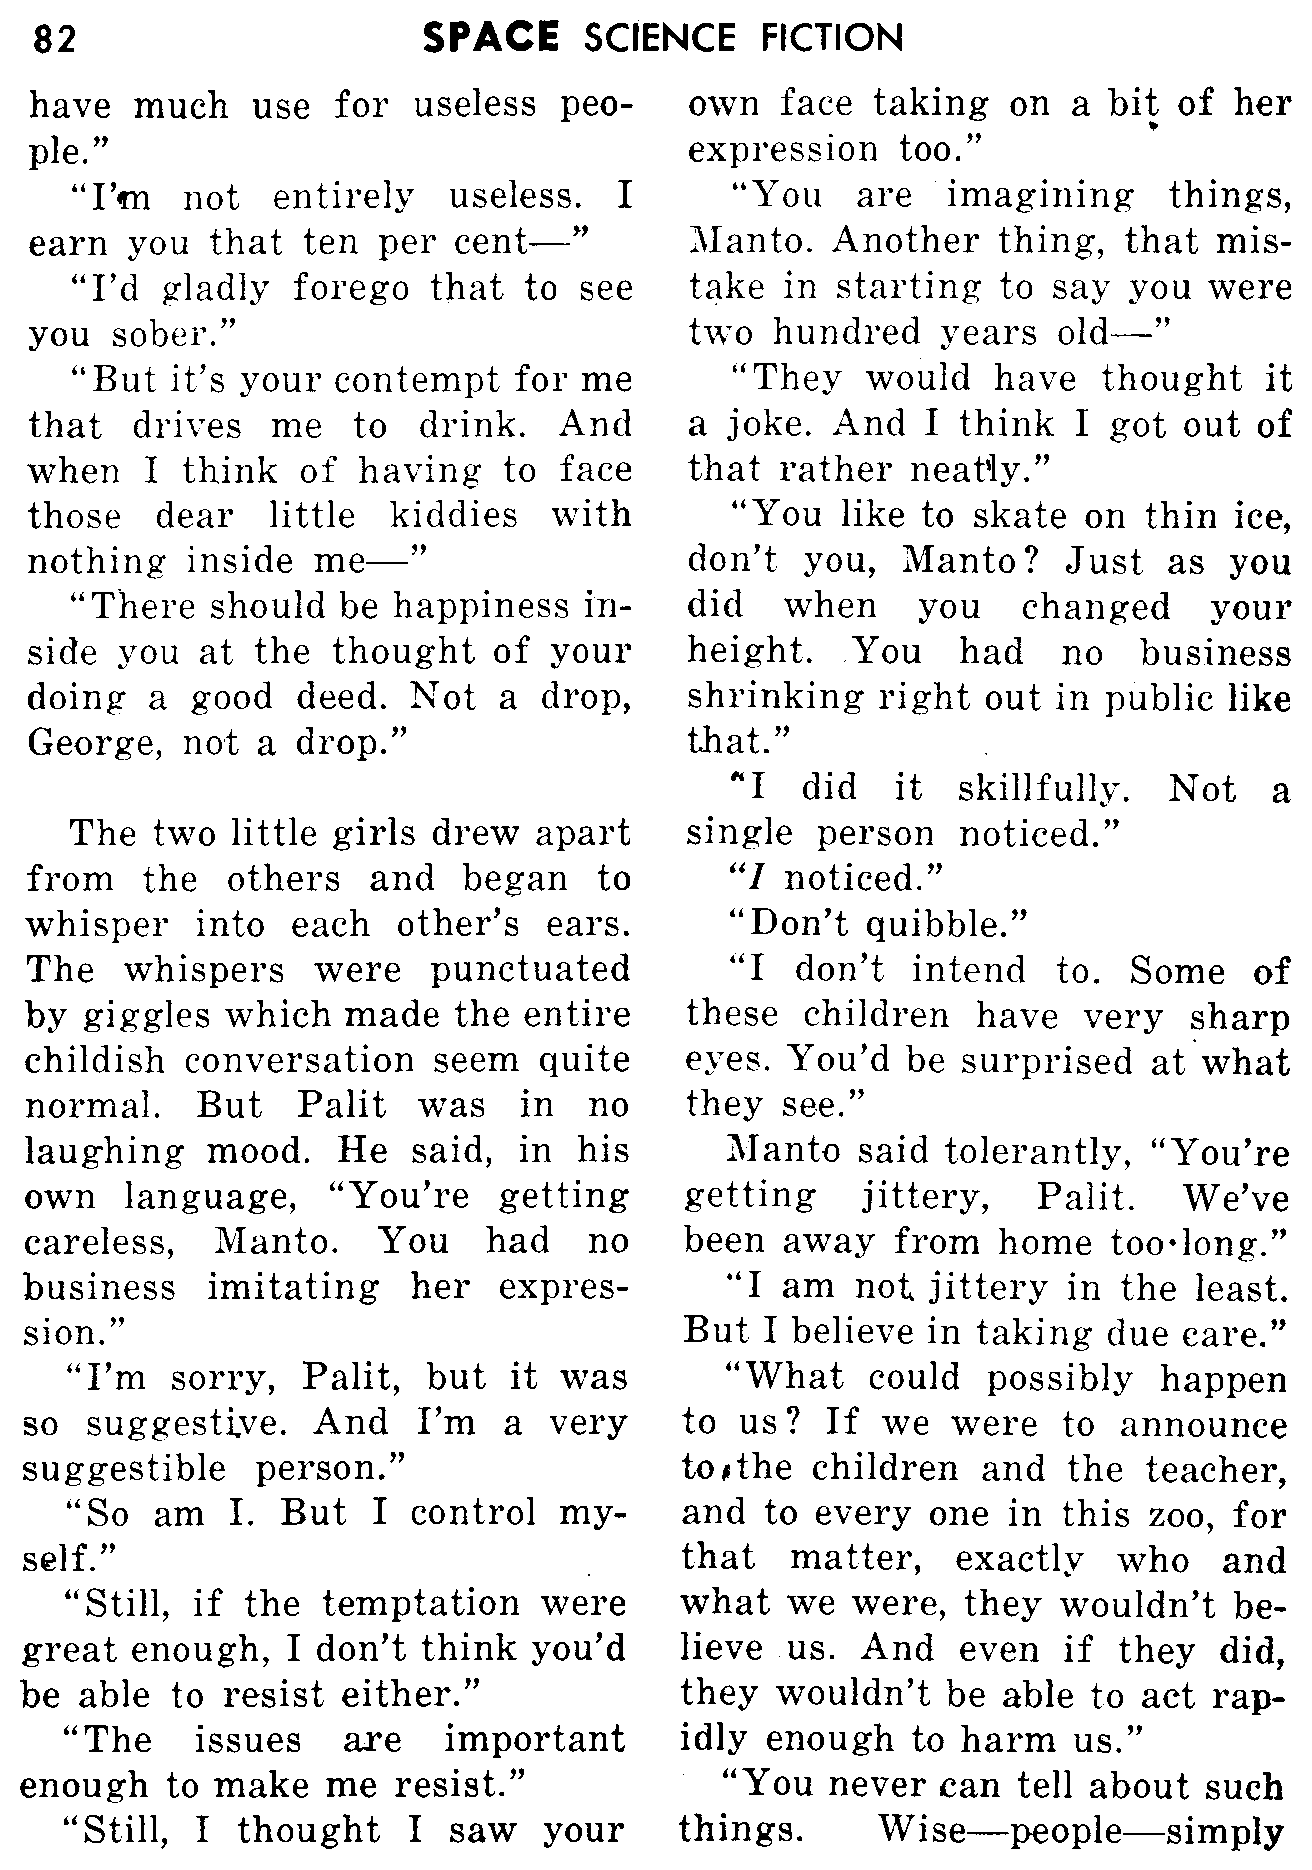 82 SPACE SCIENCE FICTION
have much use for useless peo-
ple.”
“I’m not entirely useless. I
earn you that ten per cent—”
“I’d gladly forego that to see
you sober.”
“But it’s your contempt for me
that drives me to drink. And
when I think of having to face
those dear little kiddies with
nothing inside me—”
“There should be happiness in-
side you at the thought of your
doing a good deed. Not a drop,
George, not a drop.”
The two little girls drew apart
from the others and began to
whisper into each other’s ears.
The whispers were punctuated
by giggles which made the entire
childish conversation seem quite
normal. But Palit was in no
laughing mood. He said, in his
own language, “You’re getting
careless, Manto. You had no
business imitating her expres-
sion.”
“I’m sorry, Palit, but it was
so suggestive. And I’m a very
suggestible person.”
“So am I. But I control my-
self.”
“Still, if the temptation were
great enough, I don’t think you’d
be able to resist either.”
“The issues are important
enough to make me resist.”
“Still, I thought I saw your
own face taking on a bit of her
expression too.”
“You are imagining things,
Manto. Another thing, that mis-
take in starting to say you were
two hundred years old—”
“They would have thought it
a joke. And I think I got out of
that rather neatly.”
“You like to skate on thin ice,
don’t you, Manto? Just as you
did when you changed your
height. You had no business
shrinking right out in public like
that.”
“I did it skillfully. Not a
single person noticed.”
“I noticed.”
“Don’t quibble.”
“I don’t intend to. Some of
these children have very sharp
eyes. You’d be surprised at what
they see.”
Manto said tolerantly, “You’re
getting jittery, Palit. We’ve
been away from home too long.”
“I am not jittery in the least.
But I believe in taking due care.”
“What could possibly happen
to us? If we were to announce
to the children and the teacher,
and to every one in this zoo, for
that matter, exactly who and
what we were, they wouldn’t be-
lieve us. And even if they did,
they wouldn’t be able to act rap-
idly enough to harm us.”
“You never can tell about such
things. Wise—people—simply